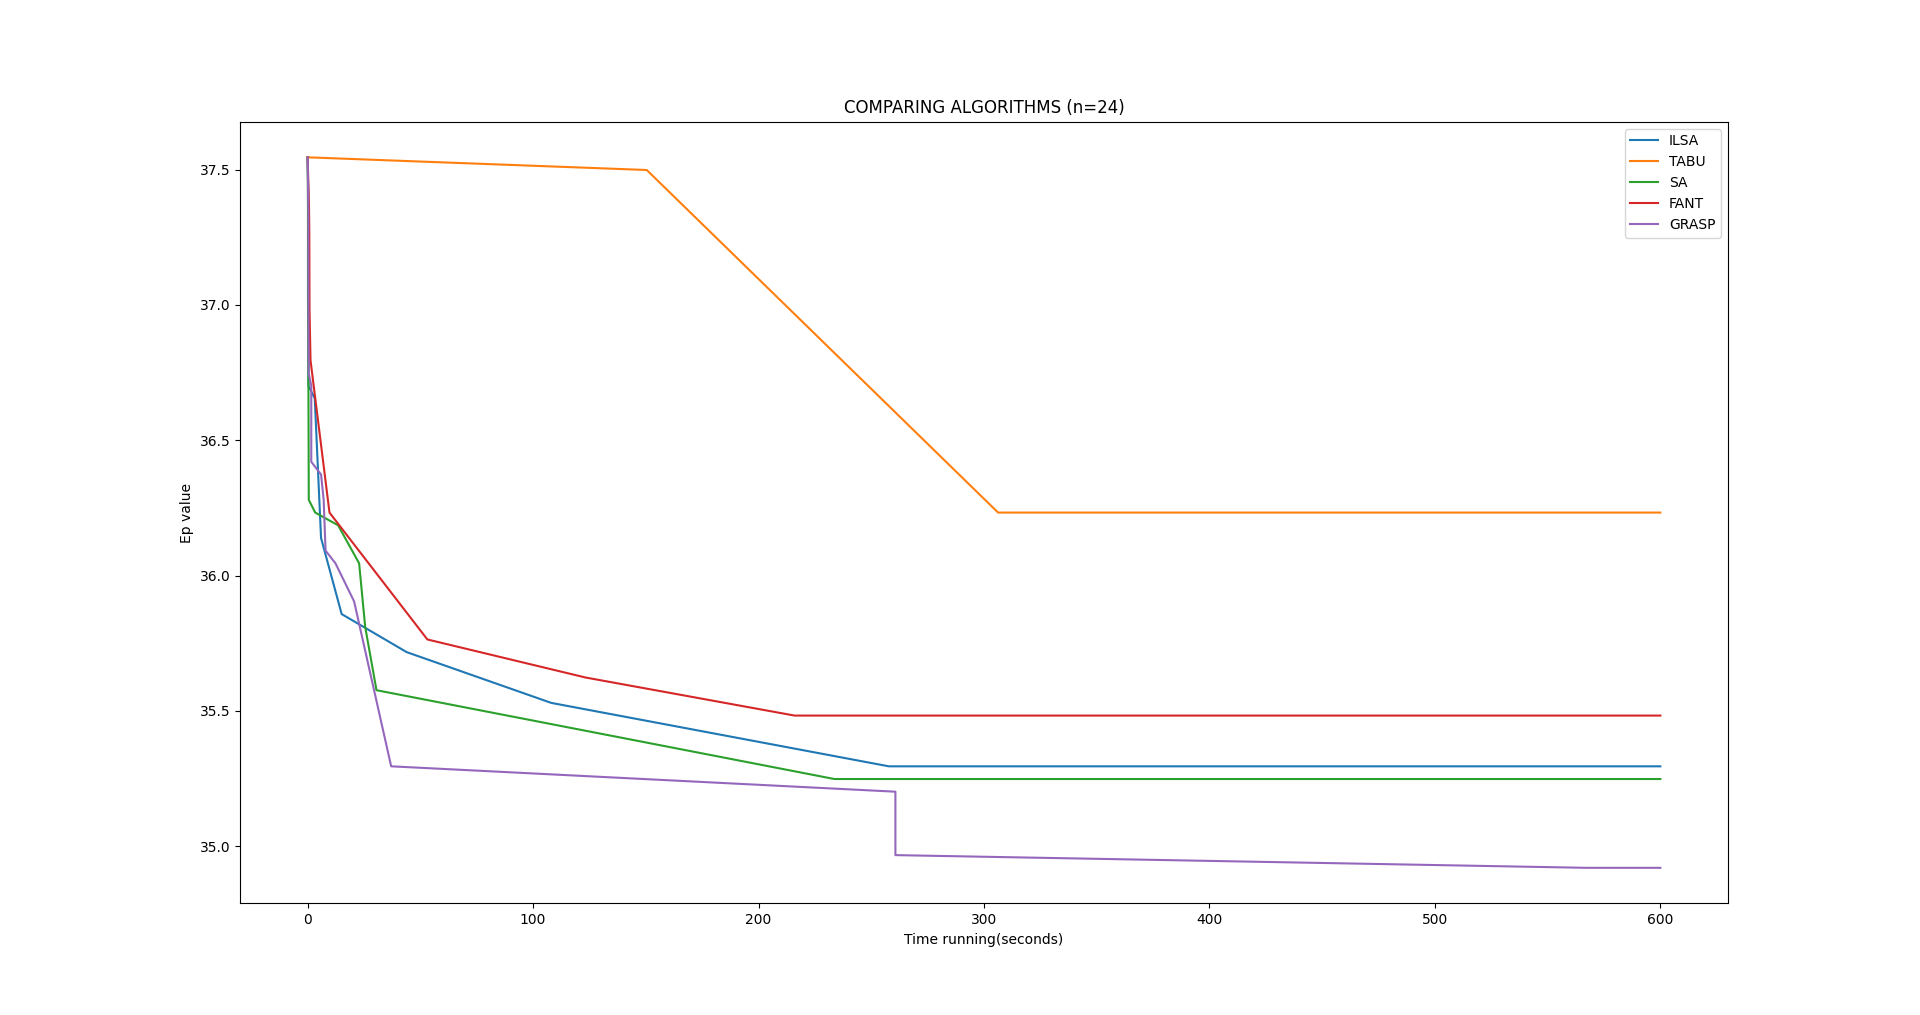 COMPARING ALGORITHMS (n=24)
ILSA
TABU
SA
FANT
GRASP
37.5
37.0
36.5
36.0
35.5
35.0
Ep value
0 100 200 300 400 500 600
Time running(seconds)